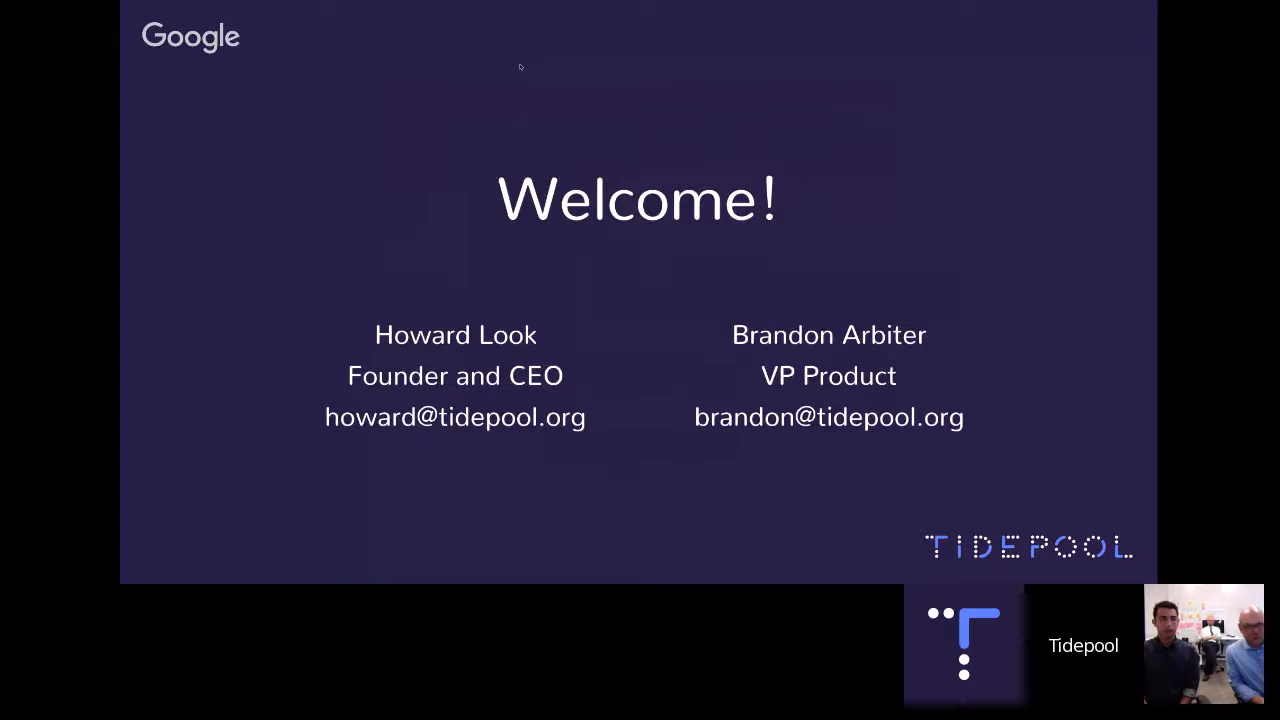 Google
Welcome!
Howard Look
Founder and CEO
howard@tidepool.org
Brandon Arbiter
VP Product
brandon@tidepool.org
TIDEPOOL
Tidepool